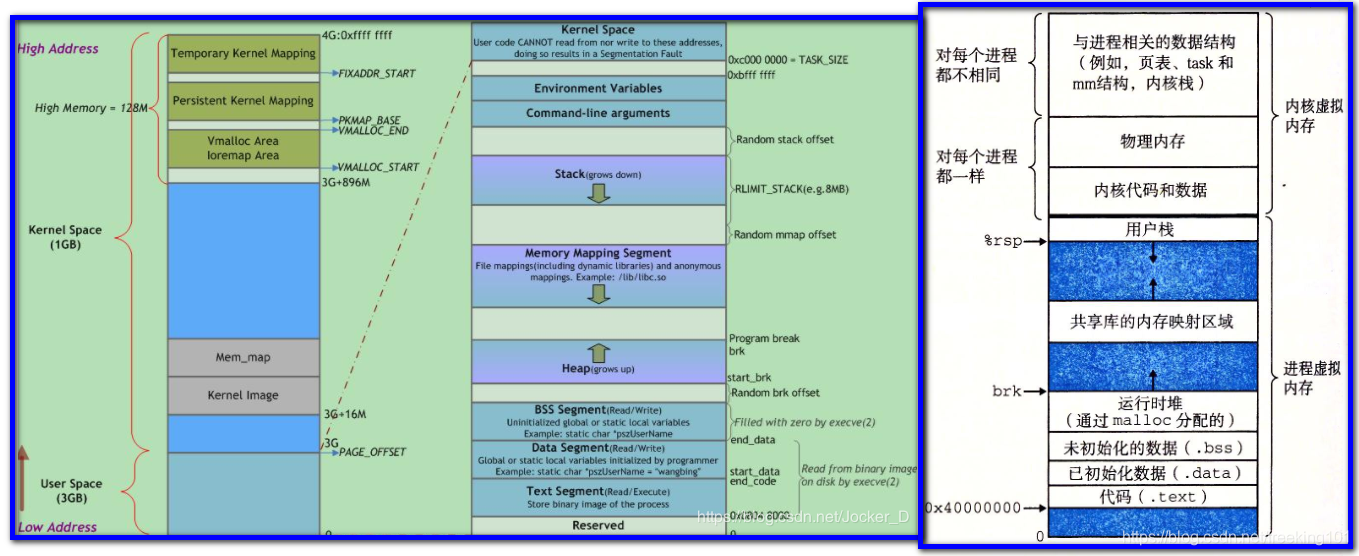 High Address
4G:0xffff ffff
Temporary Kernel Mapping
FIXADDR_START
High Memory = 128M
Persistent Kernel Mapping
PKMAP_BASE
VMALLOC_END
Vmalloc Area
Ioremap Area
VMALLOC_START
3G+896M
Kernel Space
(1GB)
Mem_map
Kernel Image
3G+16M
3G
PAGE_OFFSET
User Space
(3GB)
Low Address
0
Kernel Space
User code CANNOT read from nor write to these addresses,
doing so results in a Segmentation Fault
0xc000 0000 = TASK_SIZE
0xbfff ffff
Environment Variables
Command-line arguments
Random stack offset
Stack(grows down)
RLIMIT_STACK(e.g.8MB)
Random mmap offset
Memory Mapping Segment
File mappings(including dynamic libraries) and anonymous
mappings. Example: /lib/libc.so
Program break
brk
Heap(grows up)
start_brk
Random brk offset
BSS Segment(Read/Write)
Uninitialized global or static local variables
Example: static char *pszUserName
Filled with zero by execve(2)
end_data
Data Segment(Read/Write)
Global or static local variables initialized by programmer
Example: static char *pszUserName = "wangbing"
start_data
end_code
Read from binary image
on disk by execve(2)
Text Segment(Read/Execute)
Store binary image of the process
Reserved
0
https://blog.csdn.net/Jocker_D
对每个进程
都不相同
与进程相关的数据结构
(例如，页表、task 和
mm结构，内核栈)
内核虚拟
内存
对每个进程
都一样
物理内存
内核代码和数据
用户栈
%rsp
共享库的内存映射区域
进程虚拟
内存
brk
运行时堆
(通过 malloc 分配的)
未初始化的数据 (.bss)
已初始化数据 (.data)
代码 (.text)
0x40000000
0